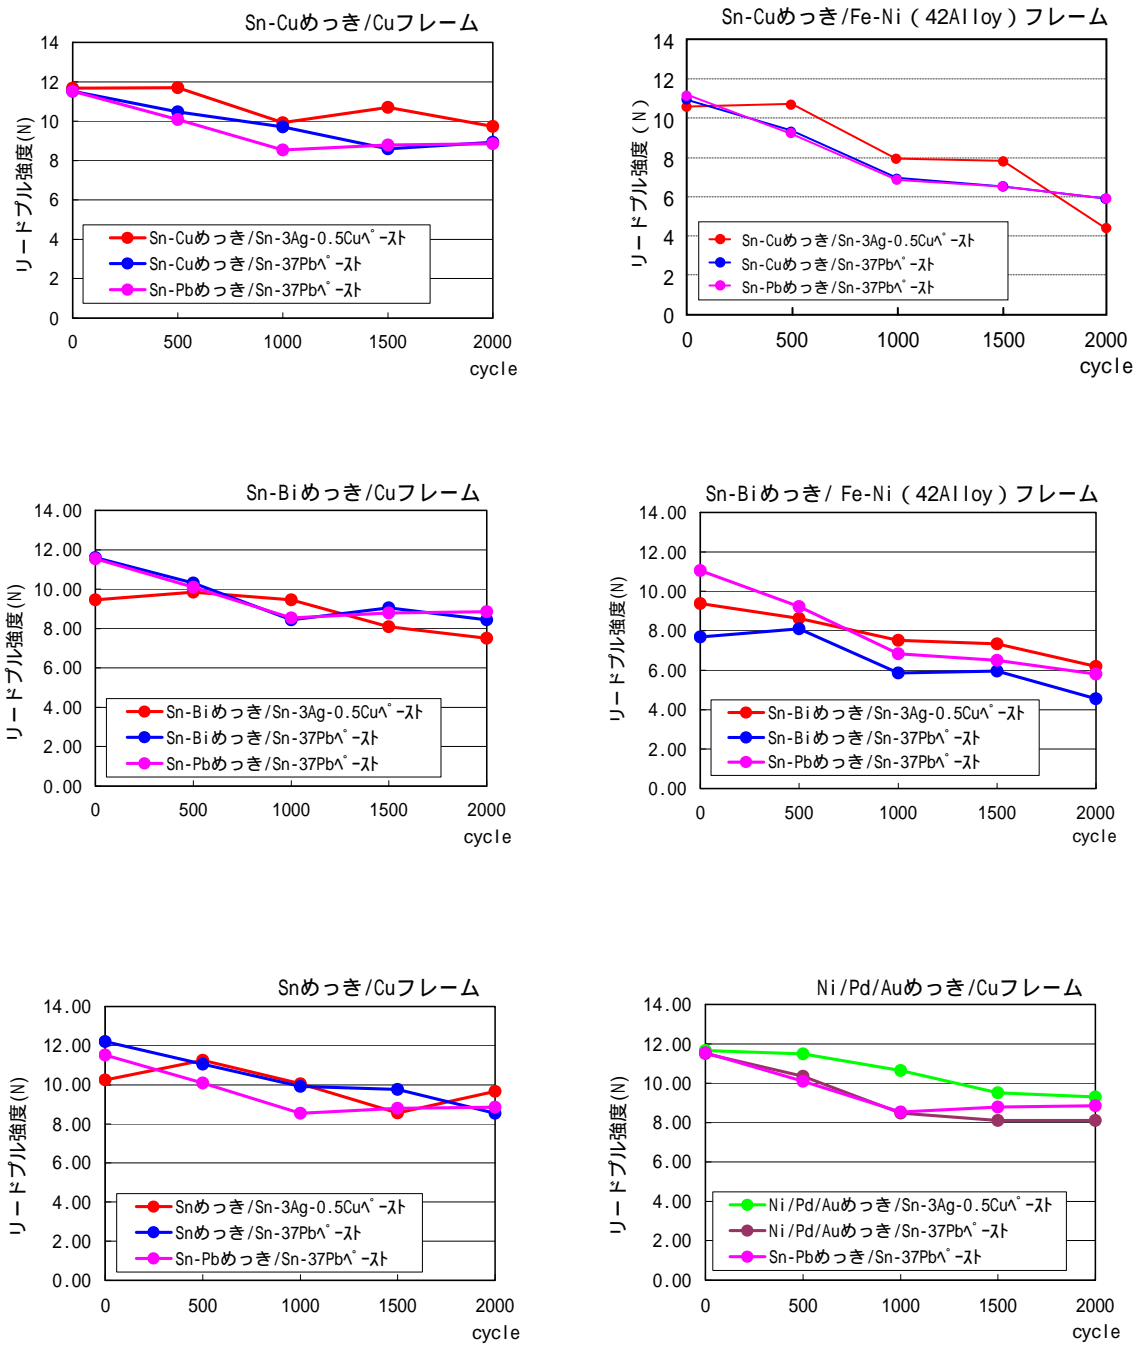 Sn-Cuめっき/Cuフレーム
14
12
10
8
6
4
2
0
リードプル強度(N)
Sn-Cuめっき/Sn-3Ag-0.5Cuﾍﾟｰｽﾄ
Sn-Cuめっき/Sn-37Pbﾍﾟｰｽﾄ
Sn-Pbめっき/Sn-37Pbﾍﾟｰｽﾄ
0 500 1000 1500 2000
cycle
Sn-Cuめっき/Fe-Ni（42Alloy）フレーム
14
12
10
8
6
4
2
0
リードプル強度（N）
Sn-Cuめっき/Sn-3Ag-0.5Cuﾍﾟｰｽﾄ
Sn-Cuめっき/Sn-37Pbﾍﾟｰｽﾄ
Sn-Pbめっき/Sn-37Pbﾍﾟｰｽﾄ
0 500 1000 1500 2000
cycle
Sn-Biめっき/Cuフレーム
14.00
12.00
10.00
8.00
6.00
4.00
2.00
0.00
リードプル強度(N)
Sn-Biめっき/Sn-3Ag-0.5Cuﾍﾟｰｽﾄ
Sn-Biめっき/Sn-37Pbﾍﾟｰｽﾄ
Sn-Pbめっき/Sn-37Pbﾍﾟｰｽﾄ
0 500 1000 1500 2000
cycle
Sn-Biめっき/ Fe-Ni（42Alloy）フレーム
14.00
12.00
10.00
8.00
6.00
4.00
2.00
0.00
リードプル強度(N)
Sn-Biめっき/Sn-3Ag-0.5Cuﾍﾟｰｽﾄ
Sn-Biめっき/Sn-37Pbﾍﾟｰｽﾄ
Sn-Pbめっき/Sn-37Pbﾍﾟｰｽﾄ
0 500 1000 1500 2000
cycle
Snめっき/Cuフレーム
14.00
12.00
10.00
8.00
6.00
4.00
2.00
0.00
リードプル強度(N)
Snめっき/Sn-3Ag-0.5Cuﾍﾟｰｽﾄ
Snめっき/Sn-37Pbﾍﾟｰｽﾄ
Sn-Pbめっき/Sn-37Pbﾍﾟｰｽﾄ
0 500 1000 1500 2000
cycle
Ni/Pd/Auめっき/Cuフレーム
14.00
12.00
10.00
8.00
6.00
4.00
2.00
0.00
リードプル強度(N)
Ni/Pd/Auめっき/Sn-3Ag-0.5Cuﾍﾟｰｽﾄ
Ni/Pd/Auめっき/Sn-37Pbﾍﾟｰｽﾄ
Sn-Pbめっき/Sn-37Pbﾍﾟｰｽﾄ
0 500 1000 1500 2000
cycle